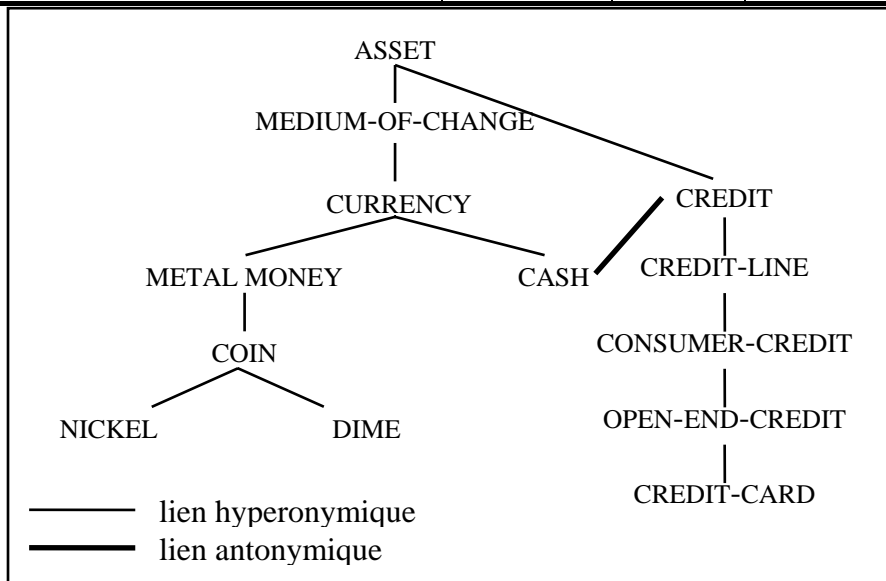 ASSET
MEDIUM-OF-CHANGE
CREDIT
CURRENCY
CREDIT-LINE
METAL MONEY CASH
CONSUMER-CREDIT
COIN
OPEN-END-CREDIT
NICKEL DIME
CREDIT-CARD
lien hyperonymique
lien antonymique